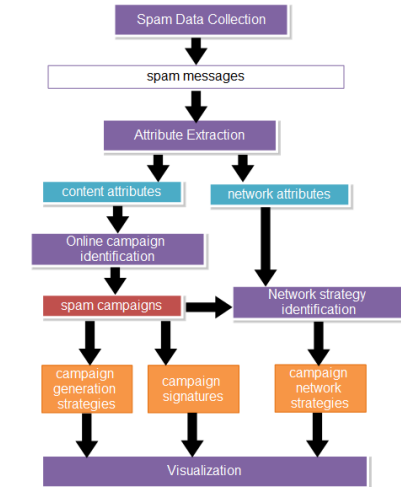 Spam Data Collection
spam messages
Attribute Extraction
content attributes
network attributes
Online campaign
identification
spam campaigns
Network strategy
identification
campaign
generation
strategies
campaign
signatures
campaign
network
strategies
Visualization